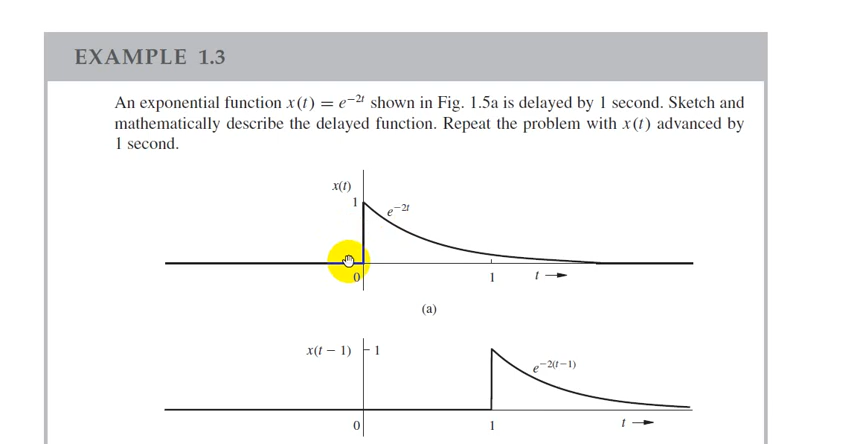 EXAMPLE 1.3
An exponential function x(t) = e⁻²ᵗ shown in Fig. 1.5a is delayed by 1 second. Sketch and
mathematically describe the delayed function. Repeat the problem with x(t) advanced by
1 second.
x(t)
1
e⁻²ᵗ
0
1
t
(a)
x(t − 1)
1
e⁻²⁽ᵗ⁻¹⁾
0
1
t